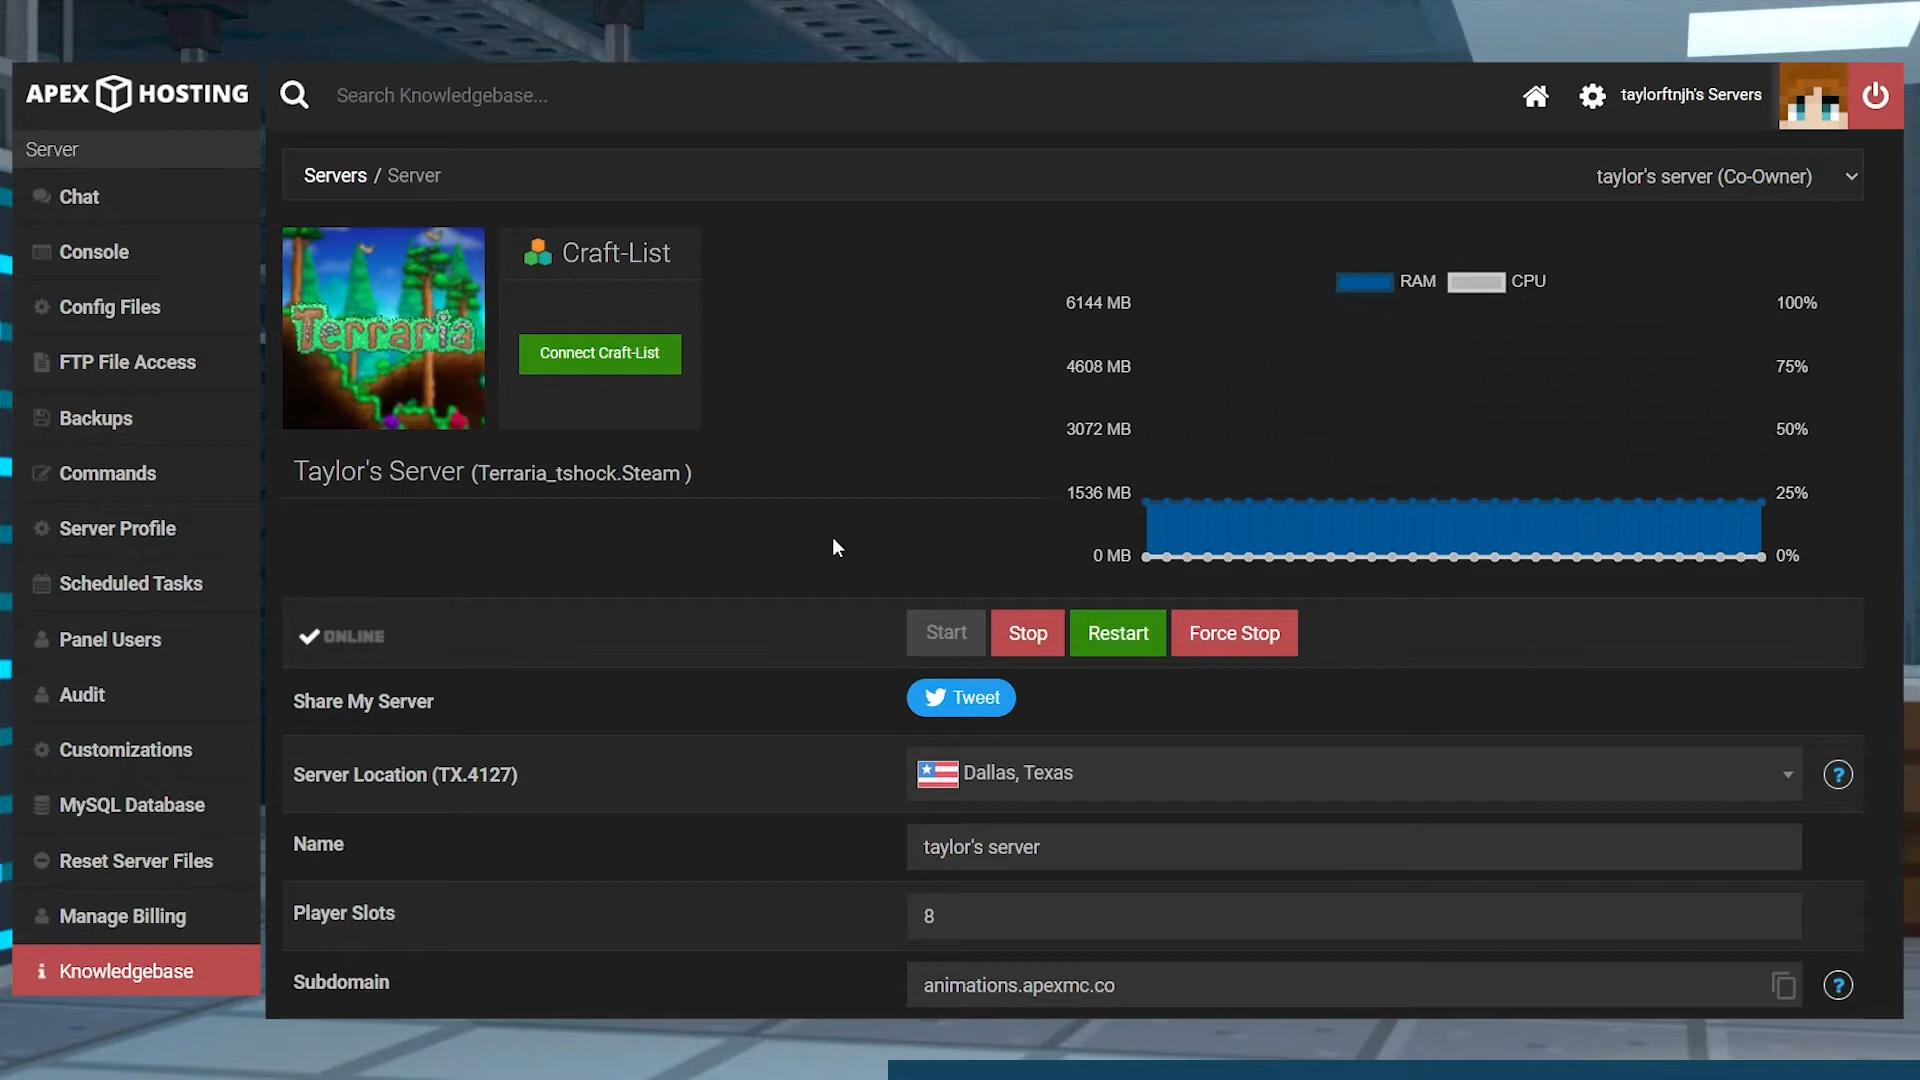 APEX HOSTING
Search Knowledgebase...
taylorftnjh's Servers
Server
Chat
Console
Config Files
FTP File Access
Backups
Commands
Server Profile
Scheduled Tasks
Panel Users
Audit
Customizations
MySQL Database
Reset Server Files
Manage Billing
Knowledgebase
Servers / Server
taylor's server (Co-Owner)
Terraria
Craft-List
Connect Craft-List
Taylor's Server (Terraria_tshock.Steam )
RAM CPU
6144 MB 100%
4608 MB 75%
3072 MB 50%
1536 MB 25%
0 MB 0%
ONLINE
Start Stop Restart Force Stop
Share My Server Tweet
Server Location (TX.4127) Dallas, Texas ?
Name taylor's server
Player Slots 8
Subdomain animations.apexmc.co ?